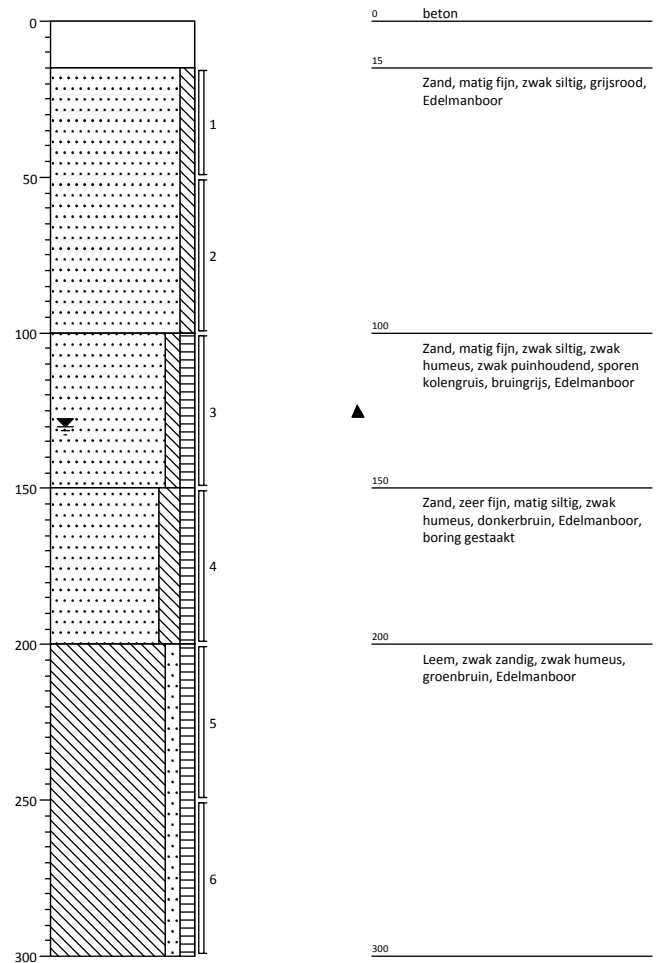 0
50
100
150
200
250
300
1
2
3
4
5
6
0
beton
15
Zand, matig fijn, zwak siltig, grijsrood,
Edelmanboor
100
Zand, matig fijn, zwak siltig, zwak
humeus, zwak puinhoudend, sporen
kolengruis, bruingrijs, Edelmanboor
150
Zand, zeer fijn, matig siltig, zwak
humeus, donkerbruin, Edelmanboor,
boring gestaakt
200
Leem, zwak zandig, zwak humeus,
groenbruin, Edelmanboor
300